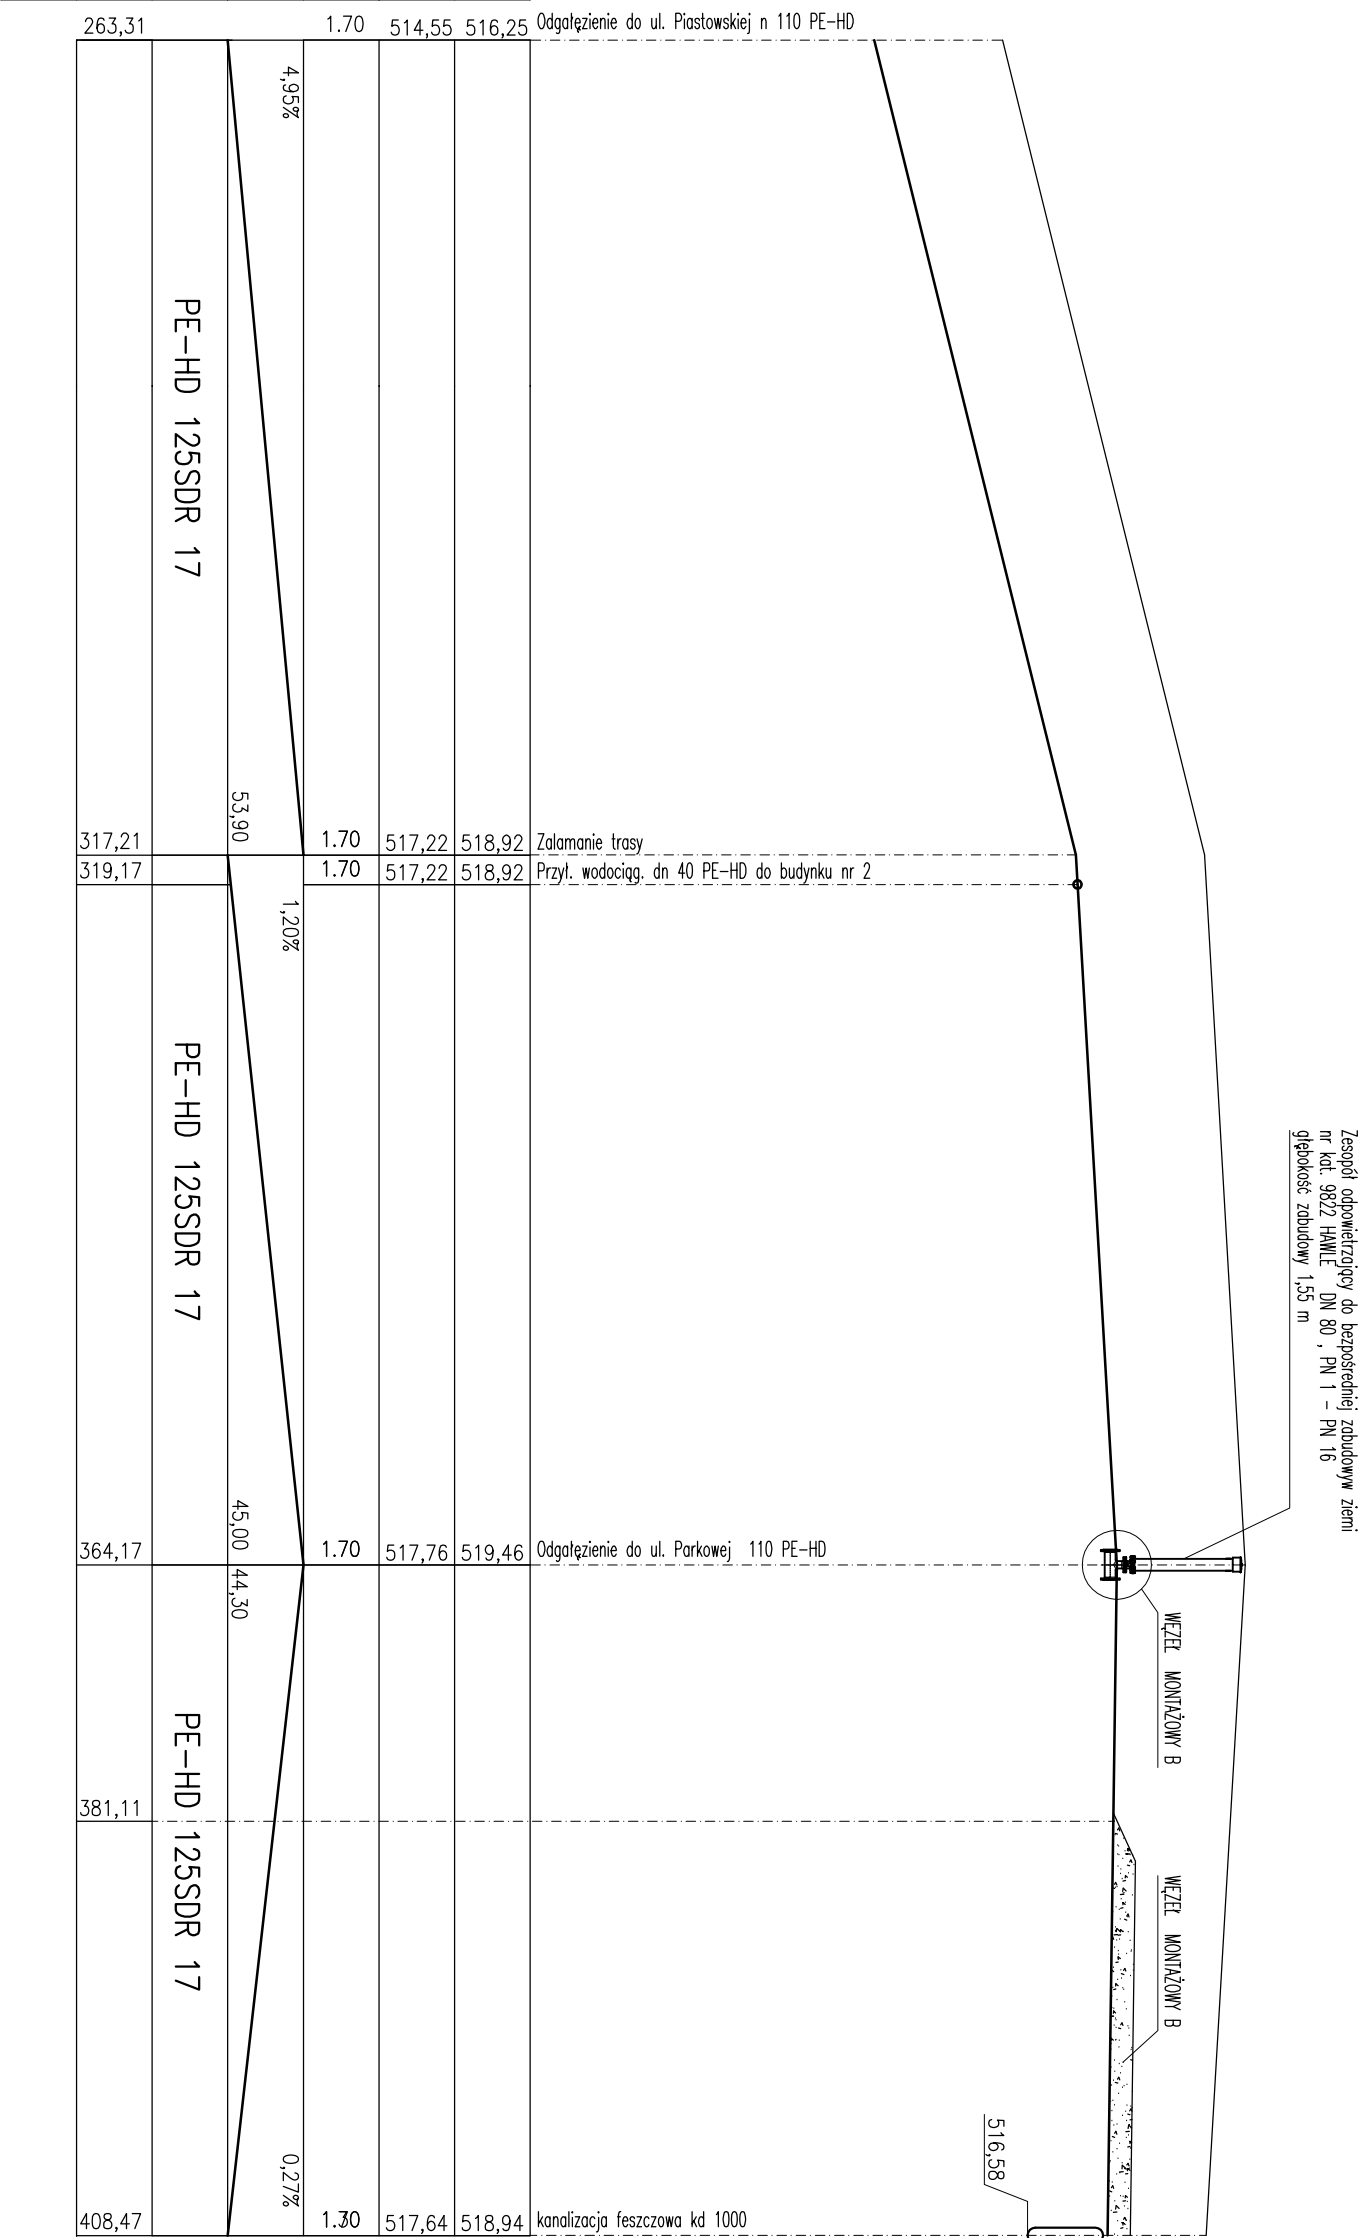 263,31 1.70 514,55 516,25 Odgałęzienie do ul. Piastowskiej n 110 PE-HD
4,95%
PE-HD 125SDR 17
53,90
317,21 1.70 517,22 518,92 Zalamanie trasy
319,17 1.70 517,22 518,92 Przył. wodociąg. dn 40 PE-HD do budynku nr 2
1,20%
PE-HD 125SDR 17
Zesopół odpowietrzający do bezpośredniej zabudowyw ziemi
nr kat. 9822 HAWLE DN 80 , PN 1 - PN 16
głębokość zabudowy 1,55 m
45,00
364,17 1.70 517,76 519,46 Odgałęzienie do ul. Parkowej 110 PE-HD
44,30
WĘZEŁ MONTAŻOWY B
PE-HD 125SDR 17
381,11
WĘZEŁ MONTAŻOWY B
516,58
0,27%
408,47 1.30 517,64 518,94 kanalizacja feszczowa kd 1000